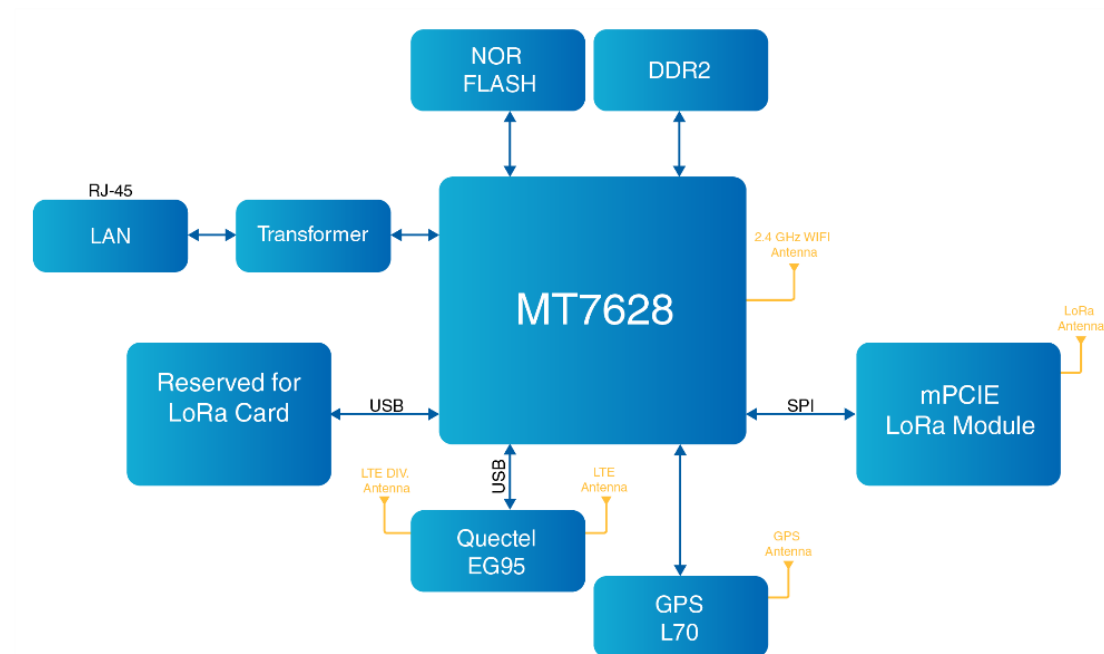 NOR
FLASH
DDR2
RJ-45
LAN
Transformer
2.4 GHz WIFI
Antenna
MT7628
LoRa
Antenna
Reserved for
LoRa Card
USB
SPI
mPCIE
LoRa Module
USB
LTE DIV.
Antenna
LTE
Antenna
Quectel
EG95
GPS
Antenna
GPS
L70